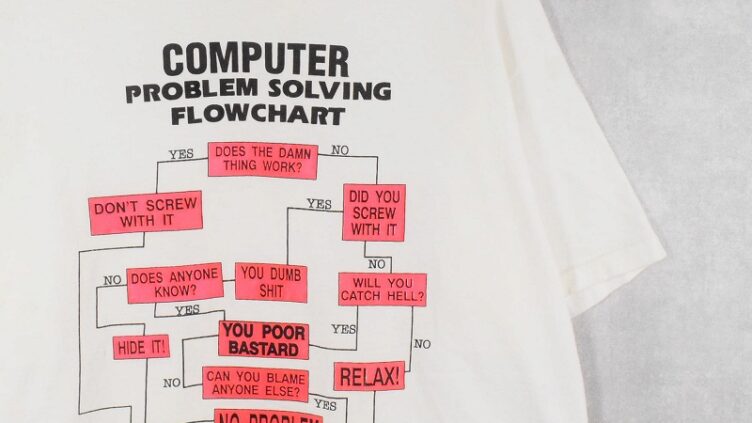 COMPUTER
PROBLEM SOLVING
FLOWCHART
YES
DOES THE DAMN
THING WORK?
NO
DON'T SCREW
WITH IT
YES
DID YOU
SCREW
WITH IT
NO
NO
DOES ANYONE
KNOW?
YOU DUMB
SHIT
WILL YOU
CATCH HELL?
YES
HIDE IT!
YOU POOR
BASTARD
YES
NO
NO
CAN YOU BLAME
ANYONE ELSE?
RELAX!
YES
NO PROBLEM